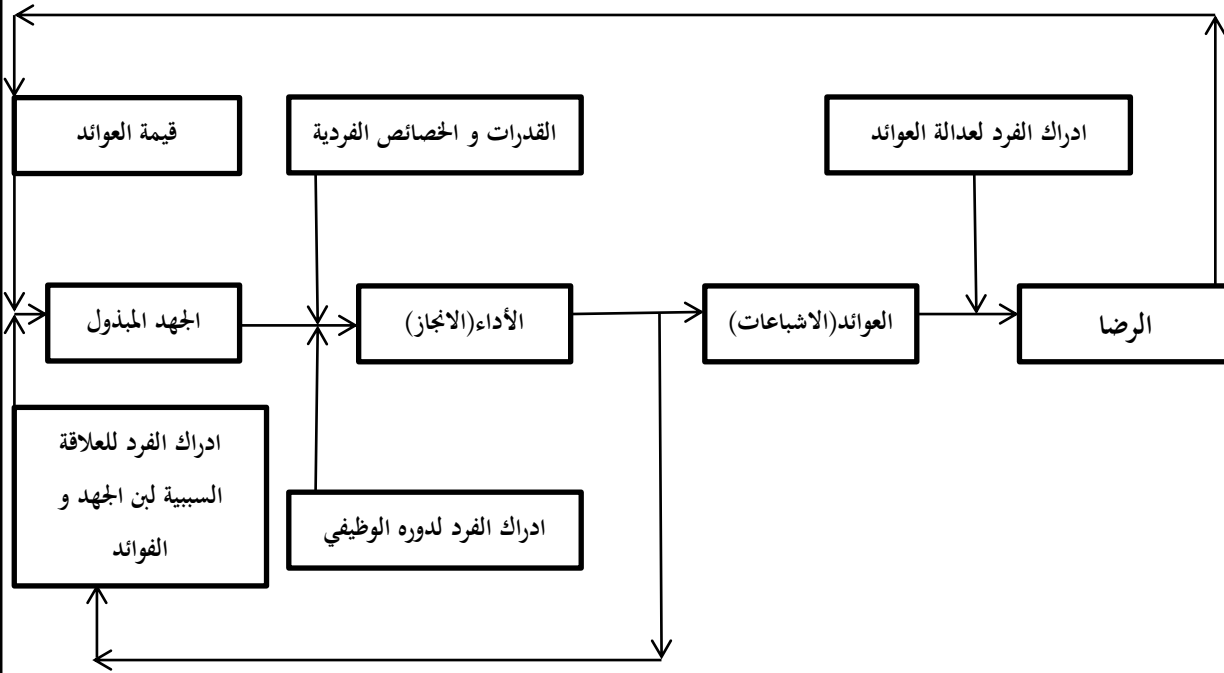 ادراك الفرد لعدالة العوائد
القدرات و الخصائص الفردية
قيمة العوائد
الرضا
العوائد(الاشباعات)
الأداء(الانجاز)
الجهد المبذول
ادراك الفرد لدوره الوظيفي
ادراك الفرد للعلاقة
السببية لبن الجهد و
الفوائد